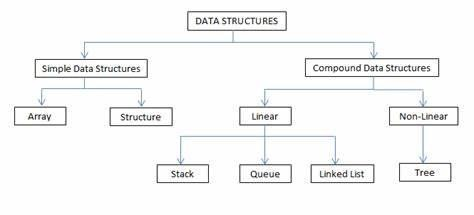 DATA STRUCTURES
Simple Data Structures
Compound Data Structures
Array
Structure
Linear
Non-Linear
Stack
Queue
Linked List
Tree